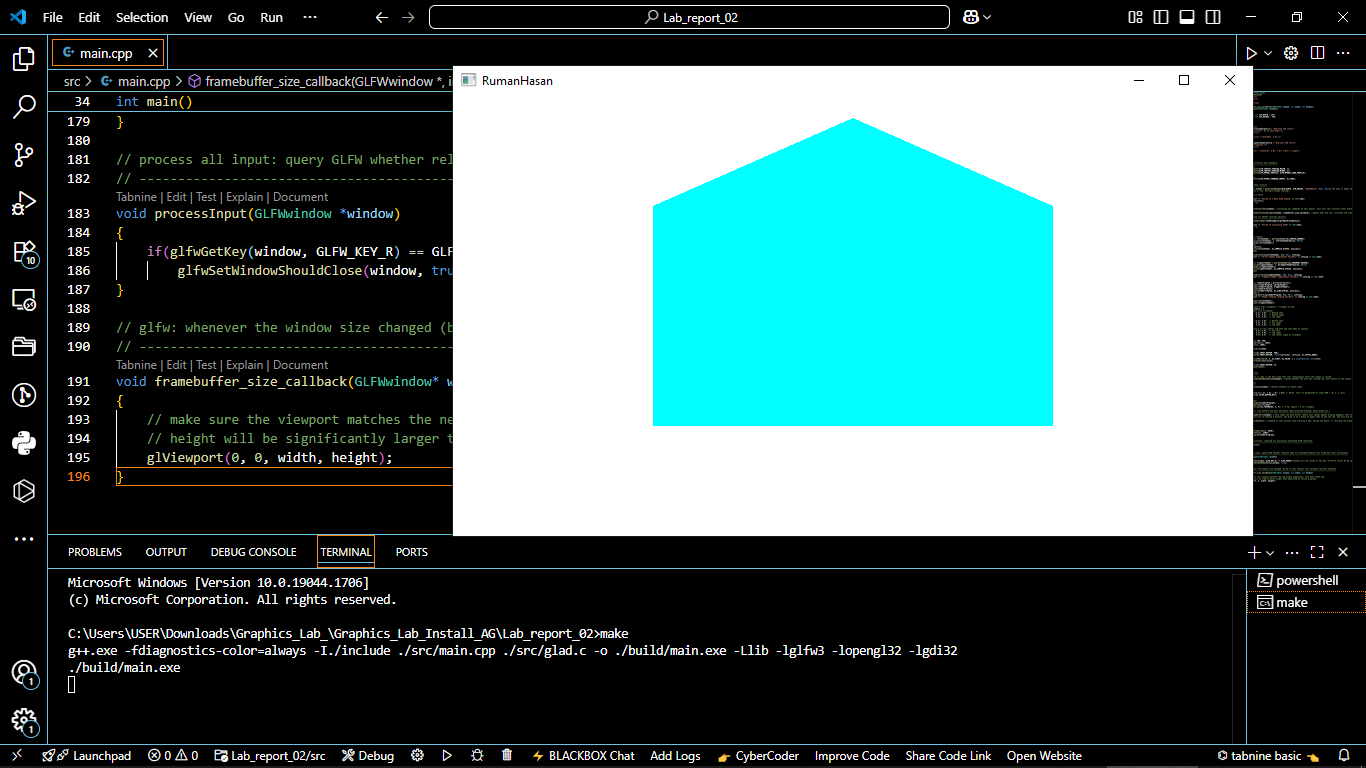 File Edit Selection View Go Run ···
Lab_report_02
main.cpp
src > main.cpp > framebuffer_size_callback(GLFWwindow *, i
RumanHasan
34 int main()
179 }
180
181 // process all input: query GLFW whether rel
182 // ----------------------------------------
Tabnine | Edit | Test | Explain | Document
183 void processInput(GLFWwindow *window)
184 {
185 if(glfwGetKey(window, GLFW_KEY_R) == GLF
186 glfwSetWindowShouldClose(window, tru
187 }
188
189 // glfw: whenever the window size changed (b
190 // ----------------------------------------
Tabnine | Edit | Test | Explain | Document
191 void framebuffer_size_callback(GLFWwindow* w
192 {
193 // make sure the viewport matches the ne
194 // height will be significantly larger t
195 glViewport(0, 0, width, height);
196 }
10
PROBLEMS OUTPUT DEBUG CONSOLE TERMINAL PORTS
Microsoft Windows [Version 10.0.19044.1706]
(c) Microsoft Corporation. All rights reserved.
C:\Users\USER\Downloads\Graphics_Lab_\Graphics_Lab_Install_AG\Lab_report_02>make
g++.exe -fdiagnostics-color=always -I./include ./src/main.cpp ./src/glad.c -o ./build/main.exe -Llib -lglfw3 -lopengl32 -lgdi32
./build/main.exe
powershell
make
1
1
Launchpad 0 0 Lab_report_02/src Debug BLACKBOX Chat Add Logs CyberCoder Improve Code Share Code Link Open Website tabnine basic